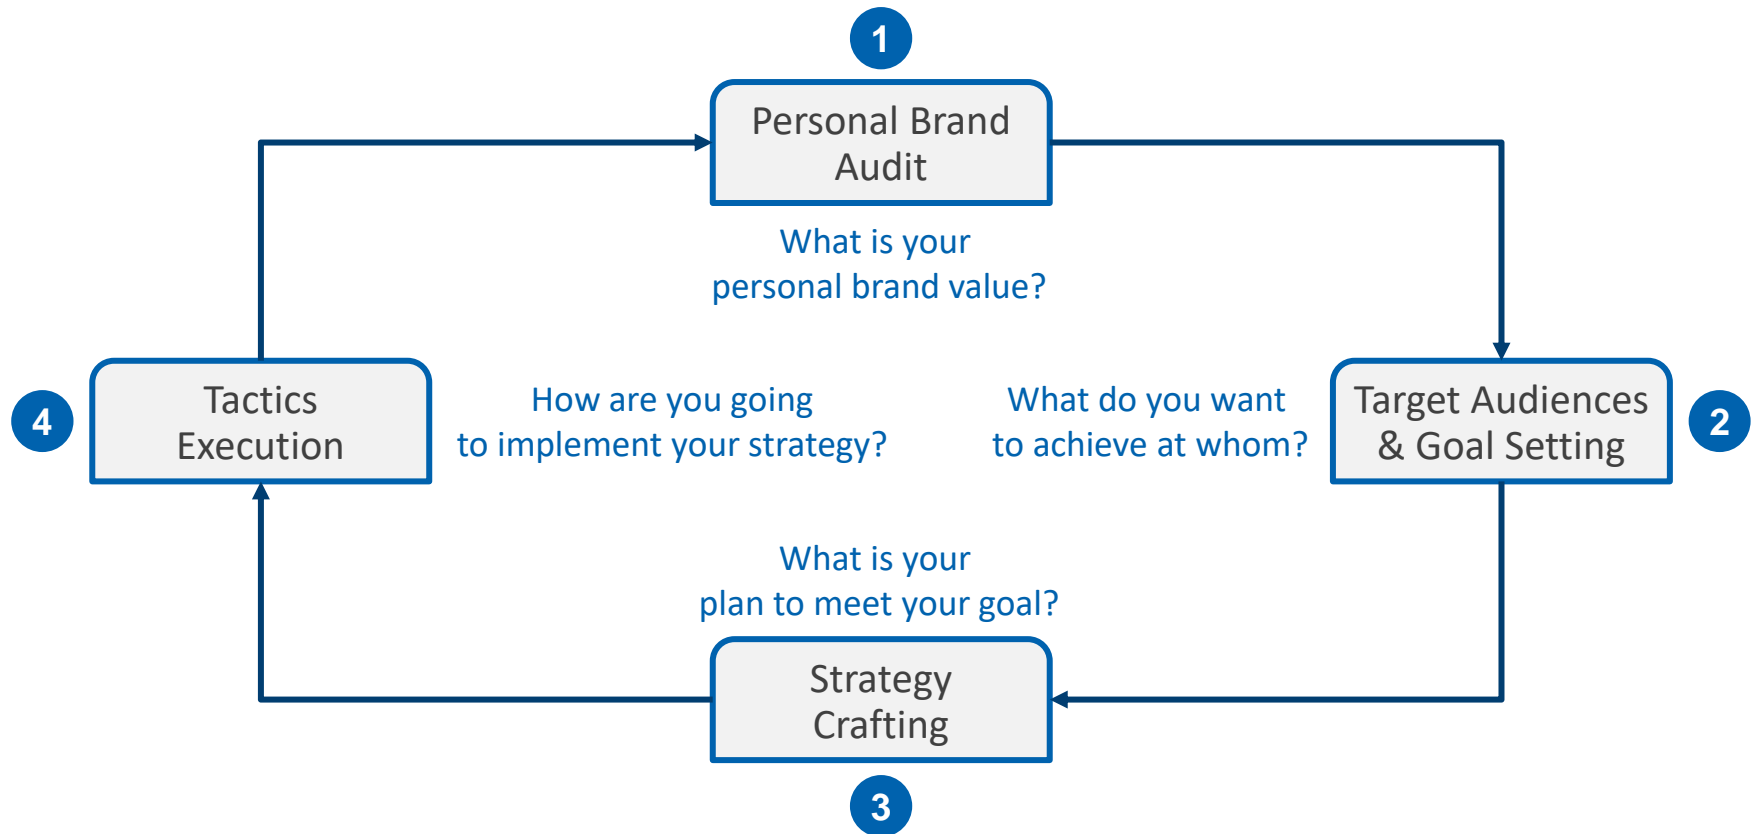 1
Personal Brand
Audit
What is your
personal brand value?
4
Tactics
Execution
How are you going
to implement your strategy?
What do you want
to achieve at whom?
Target Audiences
& Goal Setting
2
What is your
plan to meet your goal?
Strategy
Crafting
3